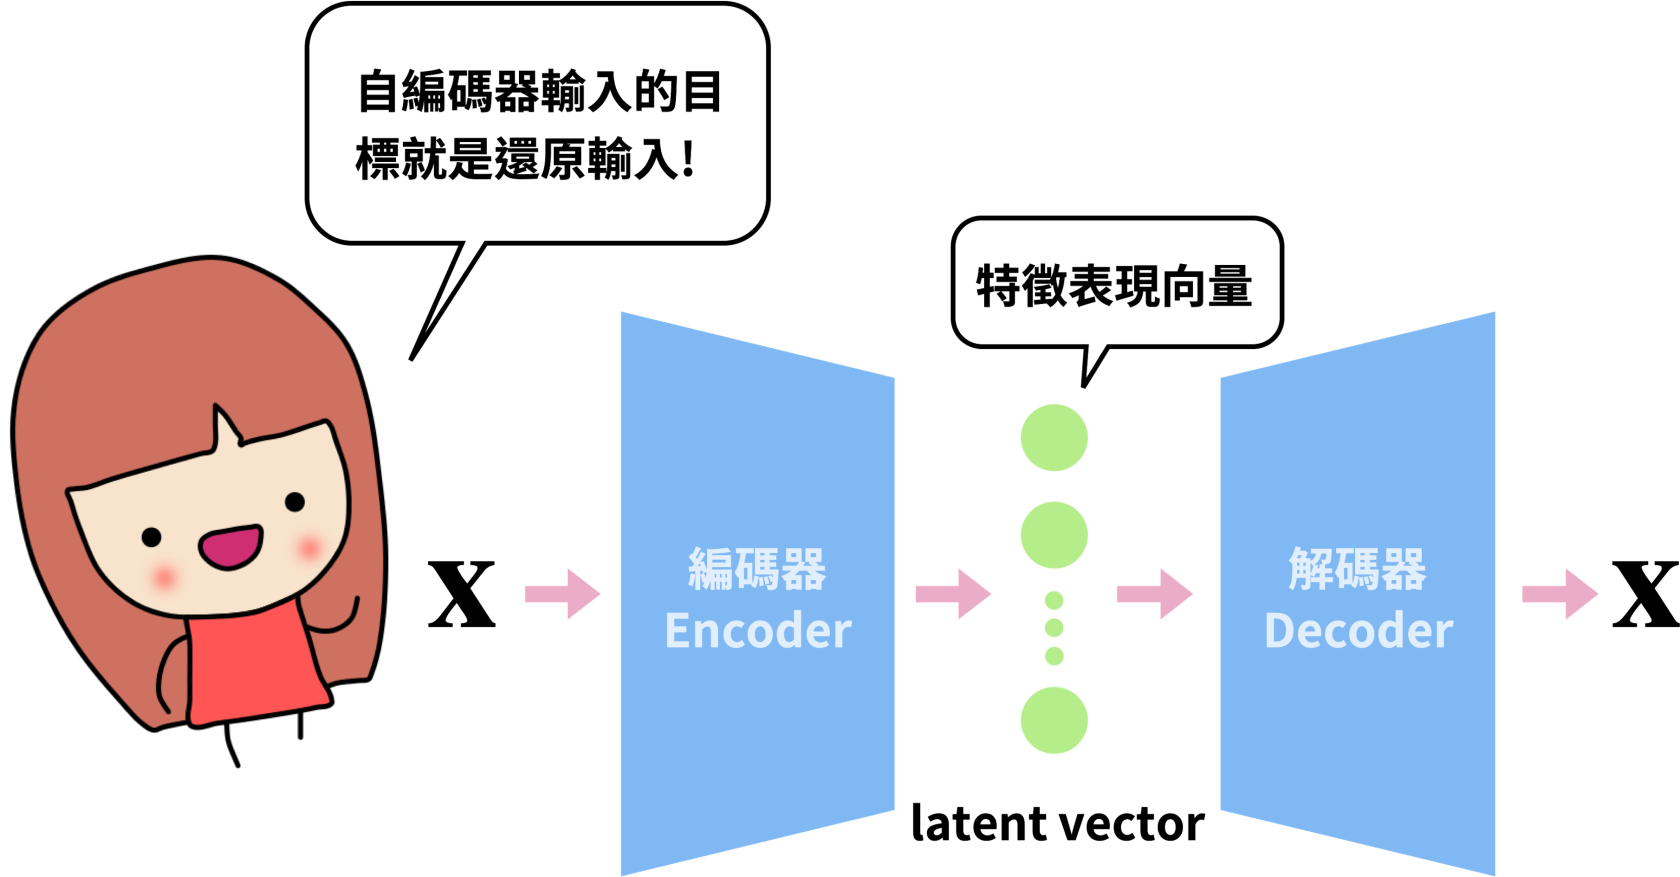 自編碼器輸入的目
標就是還原輸入!
特徵表現向量
x
編碼器
Encoder
解碼器
Decoder
x
latent vector